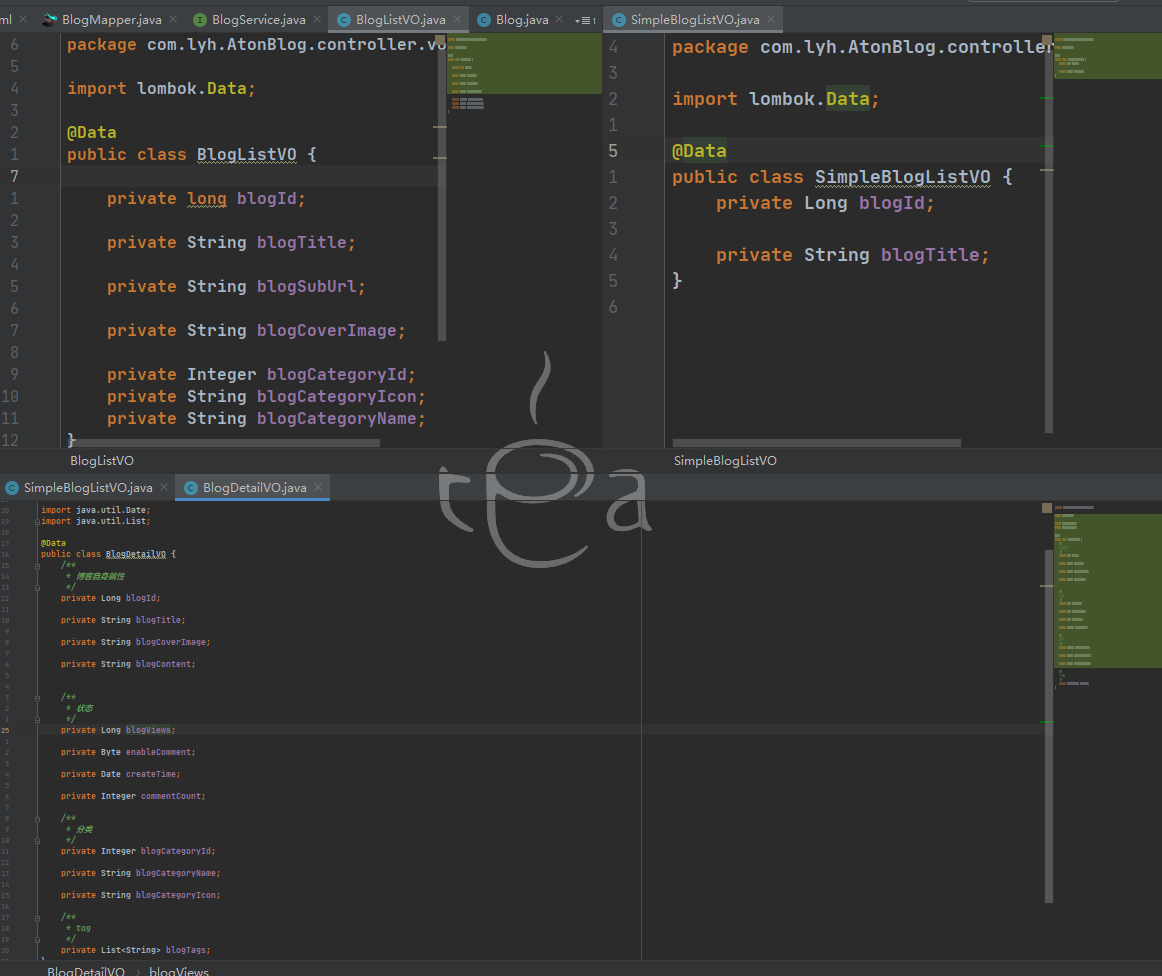 ml BlogMapper.java BlogService.java BlogListVO.java Blog.java SimpleBlogListVO.java
6 package com.lyh.AtonBlog.controller.vo
5
4 import lombok.Data;
3
2 @Data
1 public class BlogListVO {
7
1 private long blogId;
2
3 private String blogTitle;
4
5 private String blogSubUrl;
6
7 private String blogCoverImage;
8
9 private Integer blogCategoryId;
10 private String blogCategoryIcon;
11 private String blogCategoryName;
12 }
BlogListVO
4 package com.lyh.AtonBlog.controller
3
2 import lombok.Data;
1
5 @Data
1 public class SimpleBlogListVO {
2 private Long blogId;
3
4 private String blogTitle;
5 }
6
SimpleBlogListVO
tea
SimpleBlogListVO.java BlogDetailVO.java
20 import java.util.Date;
19 import java.util.List;
18
17 @Data
16 public class BlogDetailVO {
15 /**
14 * 博客自身属性
13 */
12 private Long blogId;
11
10 private String blogTitle;
9
8 private String blogCoverImage;
7
6 private String blogContent;
5
4
3 /**
2 * 状态
1 */
25 private Long blogViews;
1
2 private Byte enableComment;
3
4 private Date createTime;
5
6 private Integer commentCount;
7
8 /**
9 * 分类
10 */
11 private Integer blogCategoryId;
12
13 private String blogCategoryName;
14
15 private String blogCategoryIcon;
16
17 /**
18 * tag
19 */
20 private List<String> blogTags;
}
BlogDetailVO › blogViews